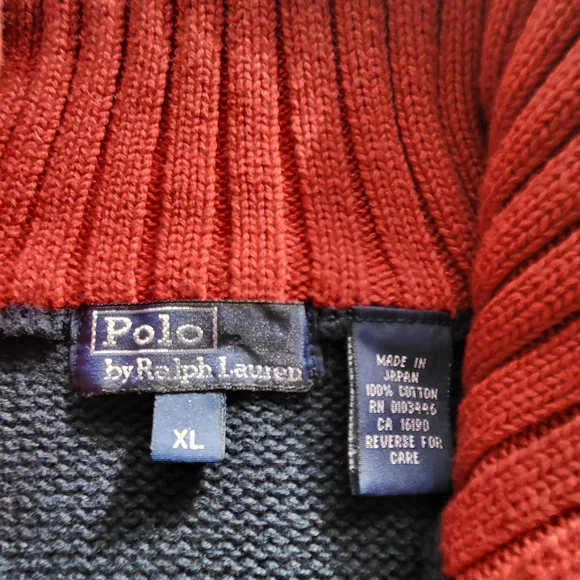 Polo
by Ralph Lauren
XL
MADE IN
JAPAN
100% COTTON
RN 0103446
CA 16190
REVERSE FOR
CARE